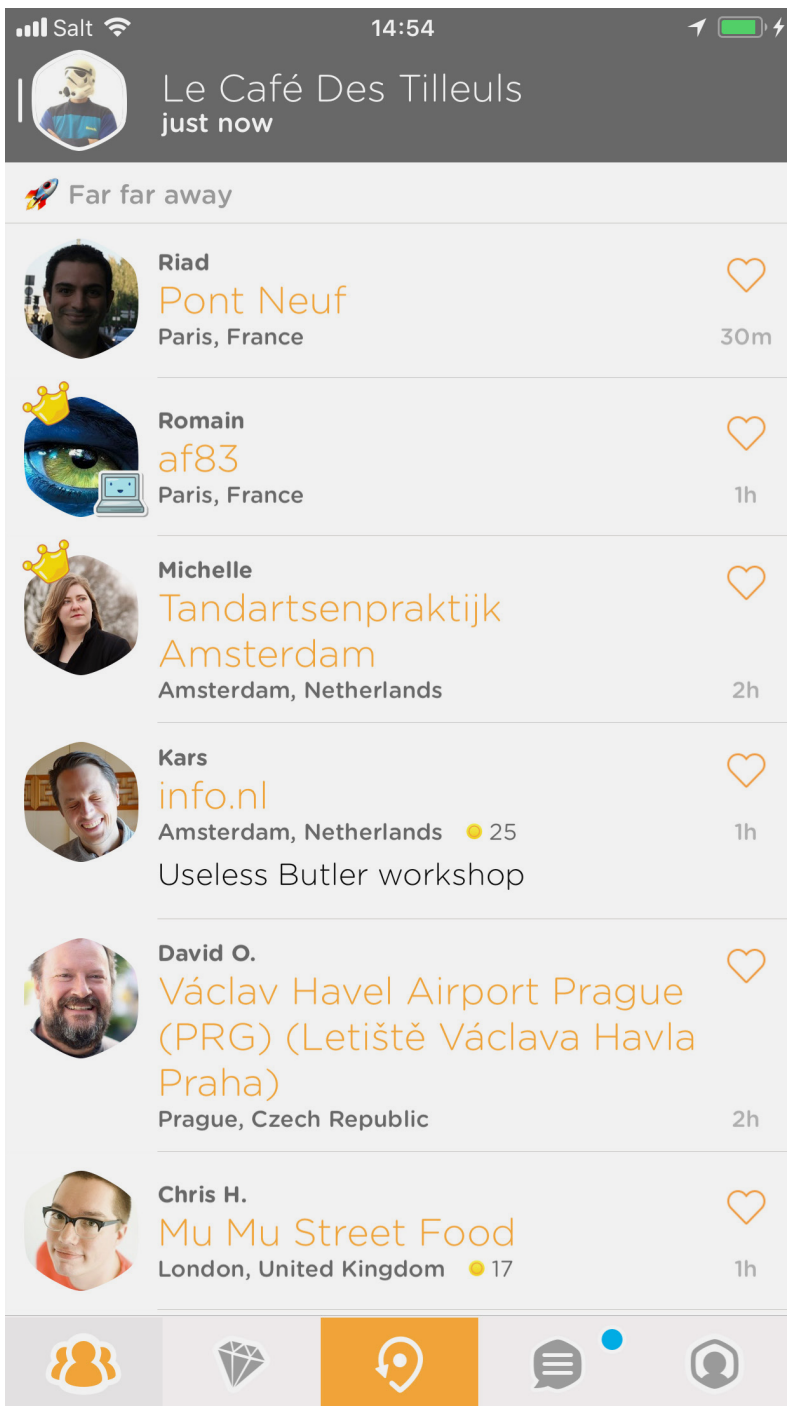 Salt 14:54
Le Café Des Tilleuls
just now
🚀 Far far away
Riad
Pont Neuf
Paris, France 30m
Romain
af83
Paris, France 1h
Michelle
Tandartsenpraktijk
Amsterdam
Amsterdam, Netherlands 2h
Kars
info.nl
Amsterdam, Netherlands 25 1h
Useless Butler workshop
David O.
Václav Havel Airport Prague
(PRG) (Letiště Václava Havla
Praha)
Prague, Czech Republic 2h
Chris H.
Mu Mu Street Food
London, United Kingdom 17 1h